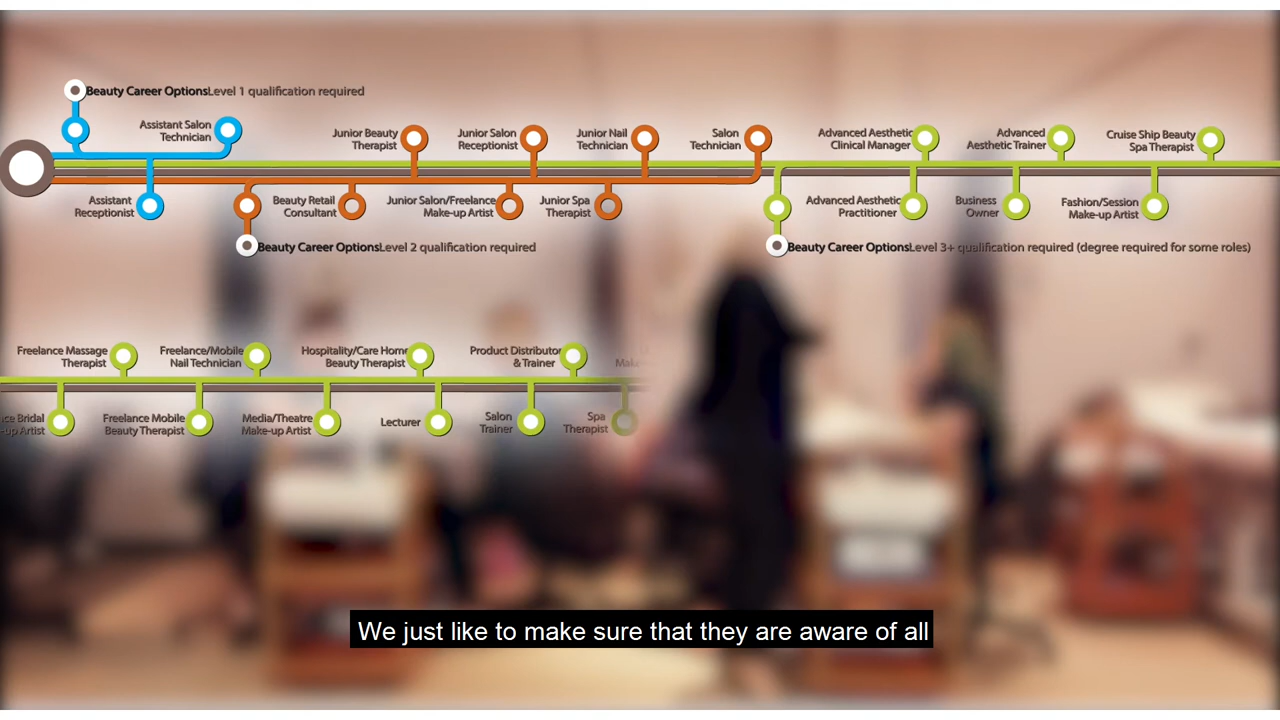 Beauty Career Options Level 1 qualification required
Assistant Salon
Technician
Assistant
Receptionist
Junior Beauty
Therapist
Junior Salon
Receptionist
Junior Nail
Technician
Salon
Technician
Beauty Retail
Consultant
Junior Salon/Freelance
Make-up Artist
Junior Spa
Therapist
Beauty Career Options Level 2 qualification required
Advanced Aesthetic
Clinical Manager
Advanced
Aesthetic Trainer
Cruise Ship Beauty
Spa Therapist
Advanced Aesthetic
Practitioner
Business
Owner
Fashion/Session
Make-up Artist
Beauty Career Options Level 3+ qualification required (degree required for some roles)
Freelance Massage
Therapist
Freelance/Mobile
Nail Technician
Hospitality/Care Home
Beauty Therapist
Product Distributor
& Trainer
Bridal
Artist
Freelance Mobile
Beauty Therapist
Media/Theatre
Make-up Artist
Lecturer
Salon
Trainer
Spa
Therapist
We just like to make sure that they are aware of all